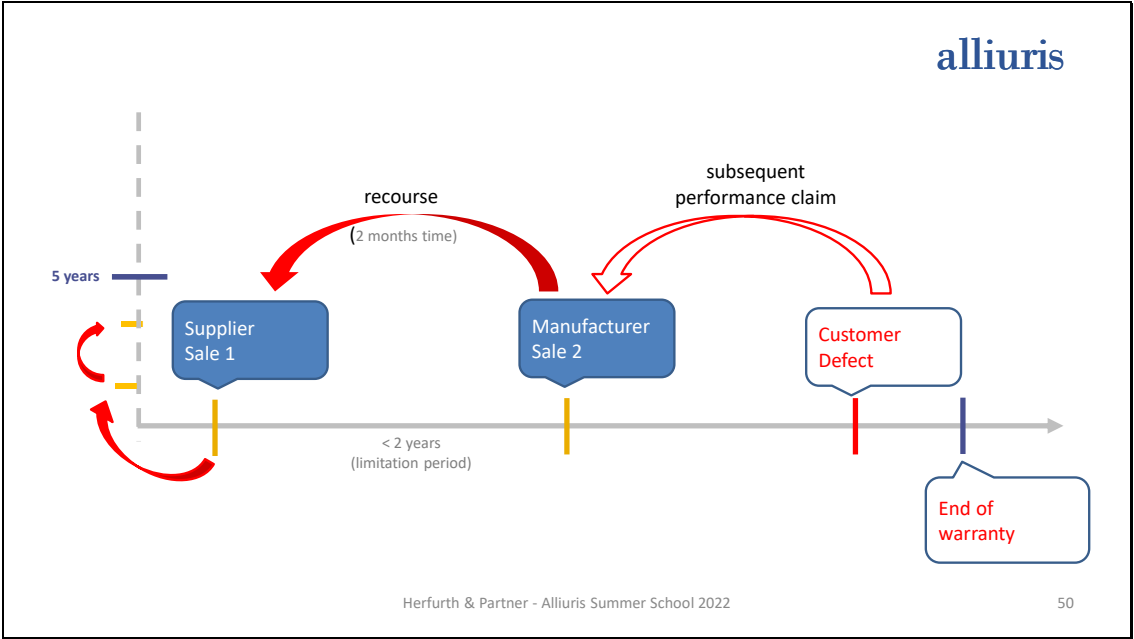 alliuris
subsequent
performance claim
recourse
(2 months time)
5 years
Supplier
Sale 1
Manufacturer
Sale 2
Customer
Defect
< 2 years
(limitation period)
End of
warranty
Herfurth & Partner - Alliuris Summer School 2022
50